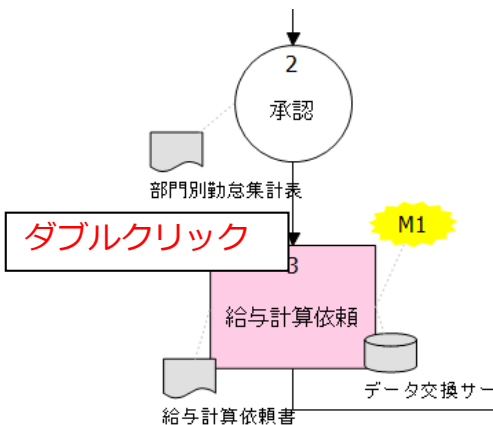 2
承認
部門別勤怠集計表
ダブルクリック
M1
3
給与計算依頼
データ交換サー
給与計算依頼書